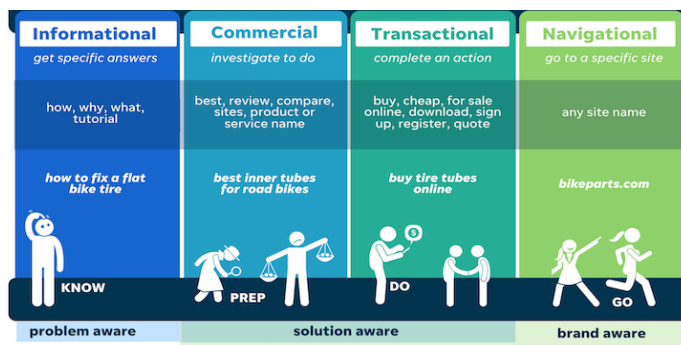 Informational
get specific answers
how, why, what,
tutorial
how to fix a flat
bike tire
KNOW
Commercial
investigate to do
best, review, compare,
sites, product or
service name
best inner tubes
for road bikes
PREP
Transactional
complete an action
buy, cheap, for sale
online, download, sign
up, register, quote
buy tire tubes
online
$
DO
Navigational
go to a specific site
any site name
bikeparts.com
GO
problem aware
solution aware
brand aware